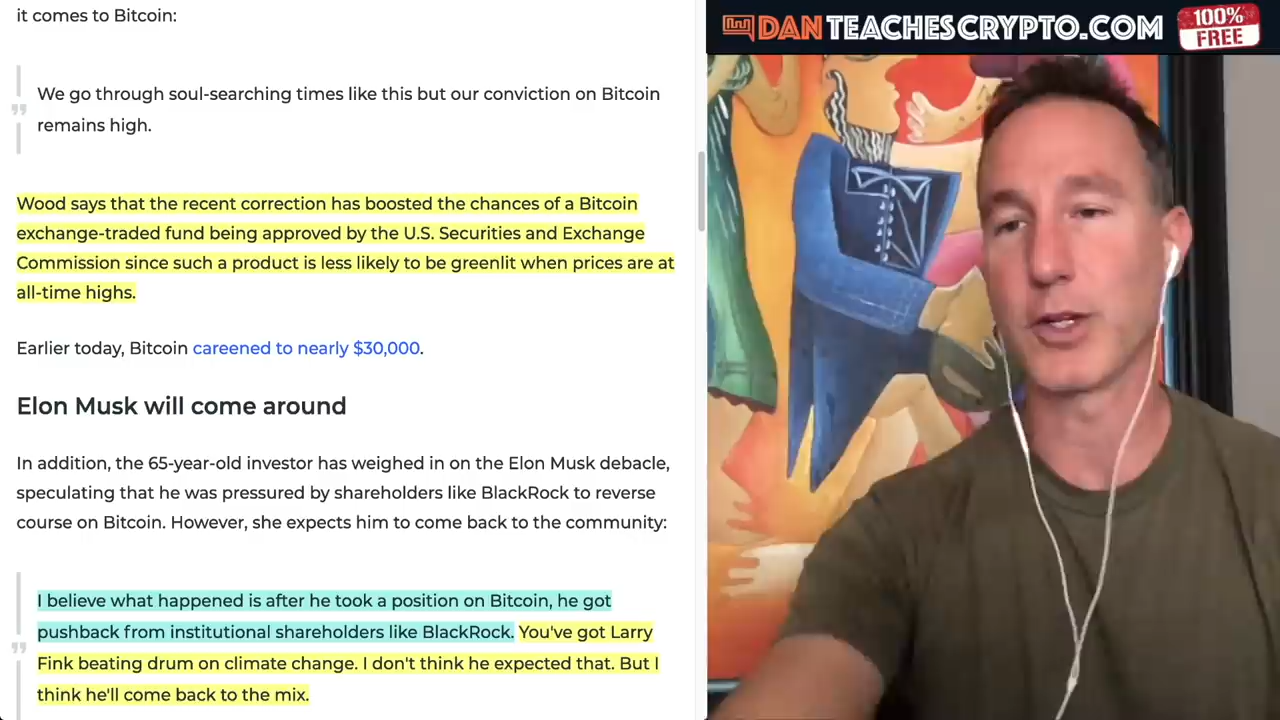 it comes to Bitcoin:
We go through soul-searching times like this but our conviction on Bitcoin
remains high.
Wood says that the recent correction has boosted the chances of a Bitcoin
exchange-traded fund being approved by the U.S. Securities and Exchange
Commission since such a product is less likely to be greenlit when prices are at
all-time highs.
Earlier today, Bitcoin careened to nearly $30,000.
Elon Musk will come around
In addition, the 65-year-old investor has weighed in on the Elon Musk debacle,
speculating that he was pressured by shareholders like BlackRock to reverse
course on Bitcoin. However, she expects him to come back to the community:
I believe what happened is after he took a position on Bitcoin, he got
pushback from institutional shareholders like BlackRock. You've got Larry
Fink beating drum on climate change. I don't think he expected that. But I
think he'll come back to the mix.
DANTEACHESCRYPTO.COM
100%
FREE